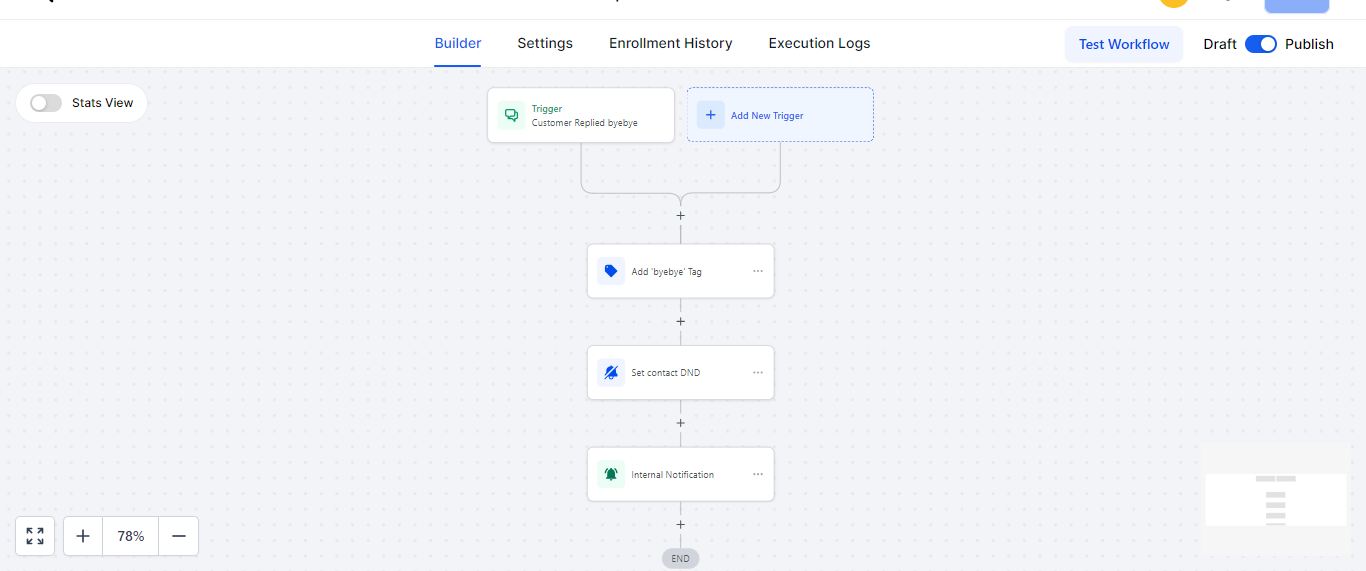 Builder
Settings
Enrollment History
Execution Logs
Test Workflow
Draft
Publish
Stats View
Trigger
Customer Replied byebye
Add New Trigger
Add 'byebye' Tag
Set contact DND
Internal Notification
78%
END